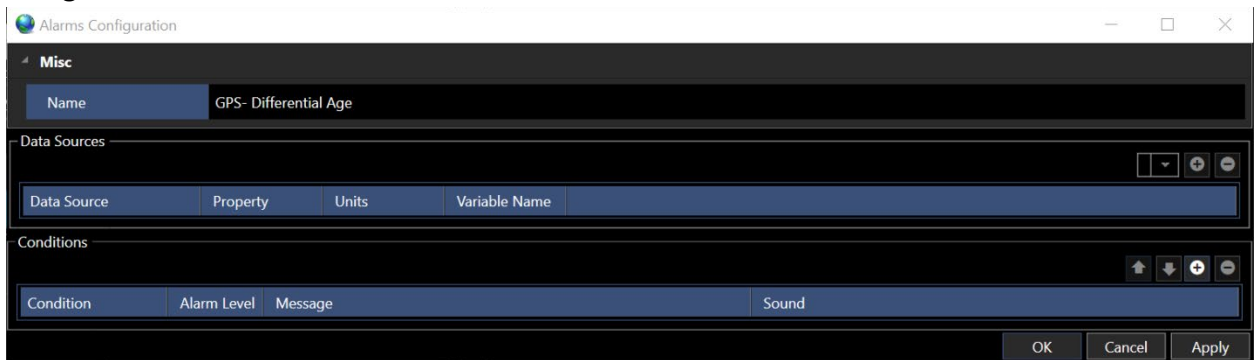 Alarms Configuration
Misc
Name GPS- Differential Age
Data Sources
Data Source Property Units Variable Name
Conditions
Condition Alarm Level Message Sound
OK Cancel Apply